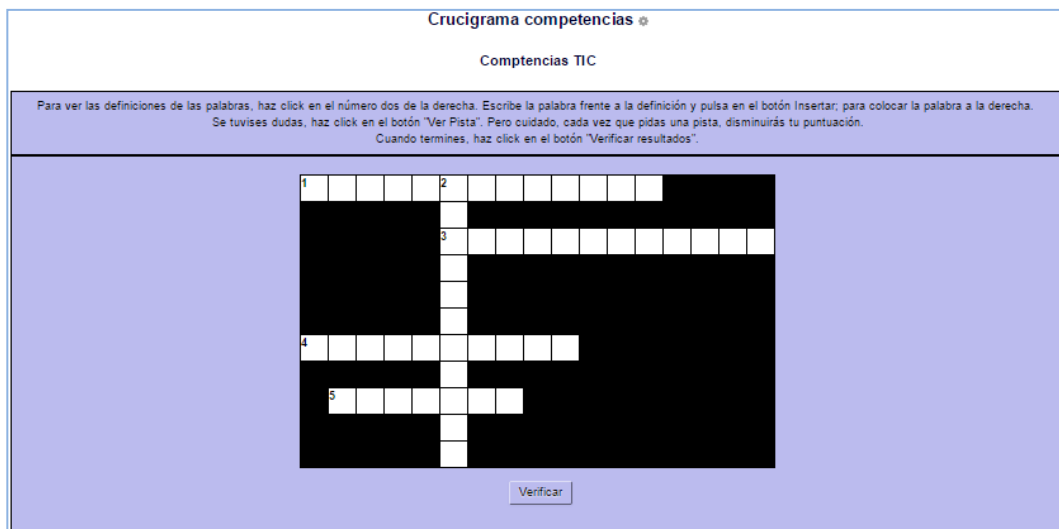 Crucigrama competencias
Comptencias TIC
Para ver las definiciones de las palabras, haz click en el número dos de la derecha. Escribe la palabra frente a la definición y pulsa en el botón Insertar; para colocar la palabra a la derecha.
Se tuvises dudas, haz click en el botón "Ver Pista". Pero cuidado, cada vez que pidas una pista, disminuirás tu puntuación.
Cuando termines, haz click en el botón "Verificar resultados".
1 2
3
4
5
Verificar